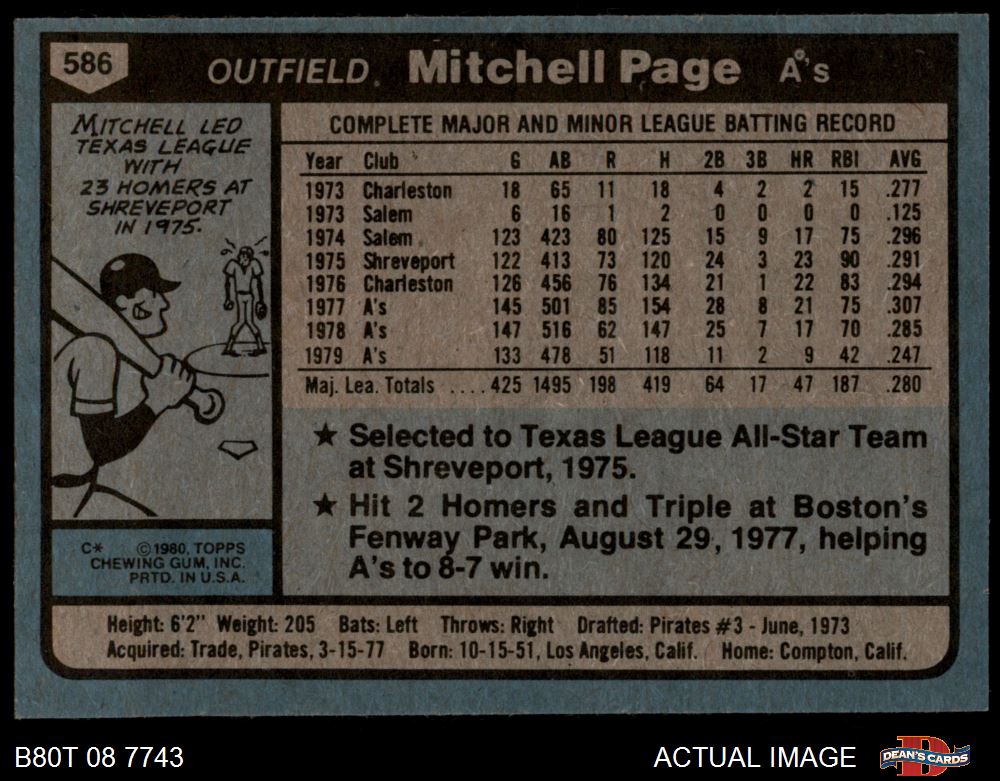 586
OUTFIELD Mitchell Page A's
MITCHELL LED
TEXAS LEAGUE
WITH
23 HOMERS AT
SHREVEPORT
IN 1975.
COMPLETE MAJOR AND MINOR LEAGUE BATTING RECORD
Year Club G AB R H 2B 3B HR RBI AVG
1973 Charleston 18 65 11 18 4 2 2 15 .277
1973 Salem 6 16 1 2 0 0 0 0 .125
1974 Salem 123 423 80 125 15 9 17 75 .296
1975 Shreveport 122 413 73 120 24 3 23 90 .291
1976 Charleston 126 456 76 134 21 1 22 83 .294
1977 A's 145 501 85 154 28 8 21 75 .307
1978 A's 147 516 62 147 25 7 17 70 .285
1979 A's 133 478 51 118 11 2 9 42 .247
Maj. Lea. Totals .... 425 1495 198 419 64 17 47 187 .280
★ Selected to Texas League All-Star Team
at Shreveport, 1975.
★ Hit 2 Homers and Triple at Boston's
Fenway Park, August 29, 1977, helping
A's to 8-7 win.
C* ©1980, TOPPS
CHEWING GUM, INC.
PRTD. IN U.S.A.
Height: 6'2" Weight: 205 Bats: Left Throws: Right Drafted: Pirates #3 - June, 1973
Acquired: Trade, Pirates, 3-15-77 Born: 10-15-51, Los Angeles, Calif. Home: Compton, Calif.
B80T 08 7743
ACTUAL IMAGE
D
DEAN'S CARDS